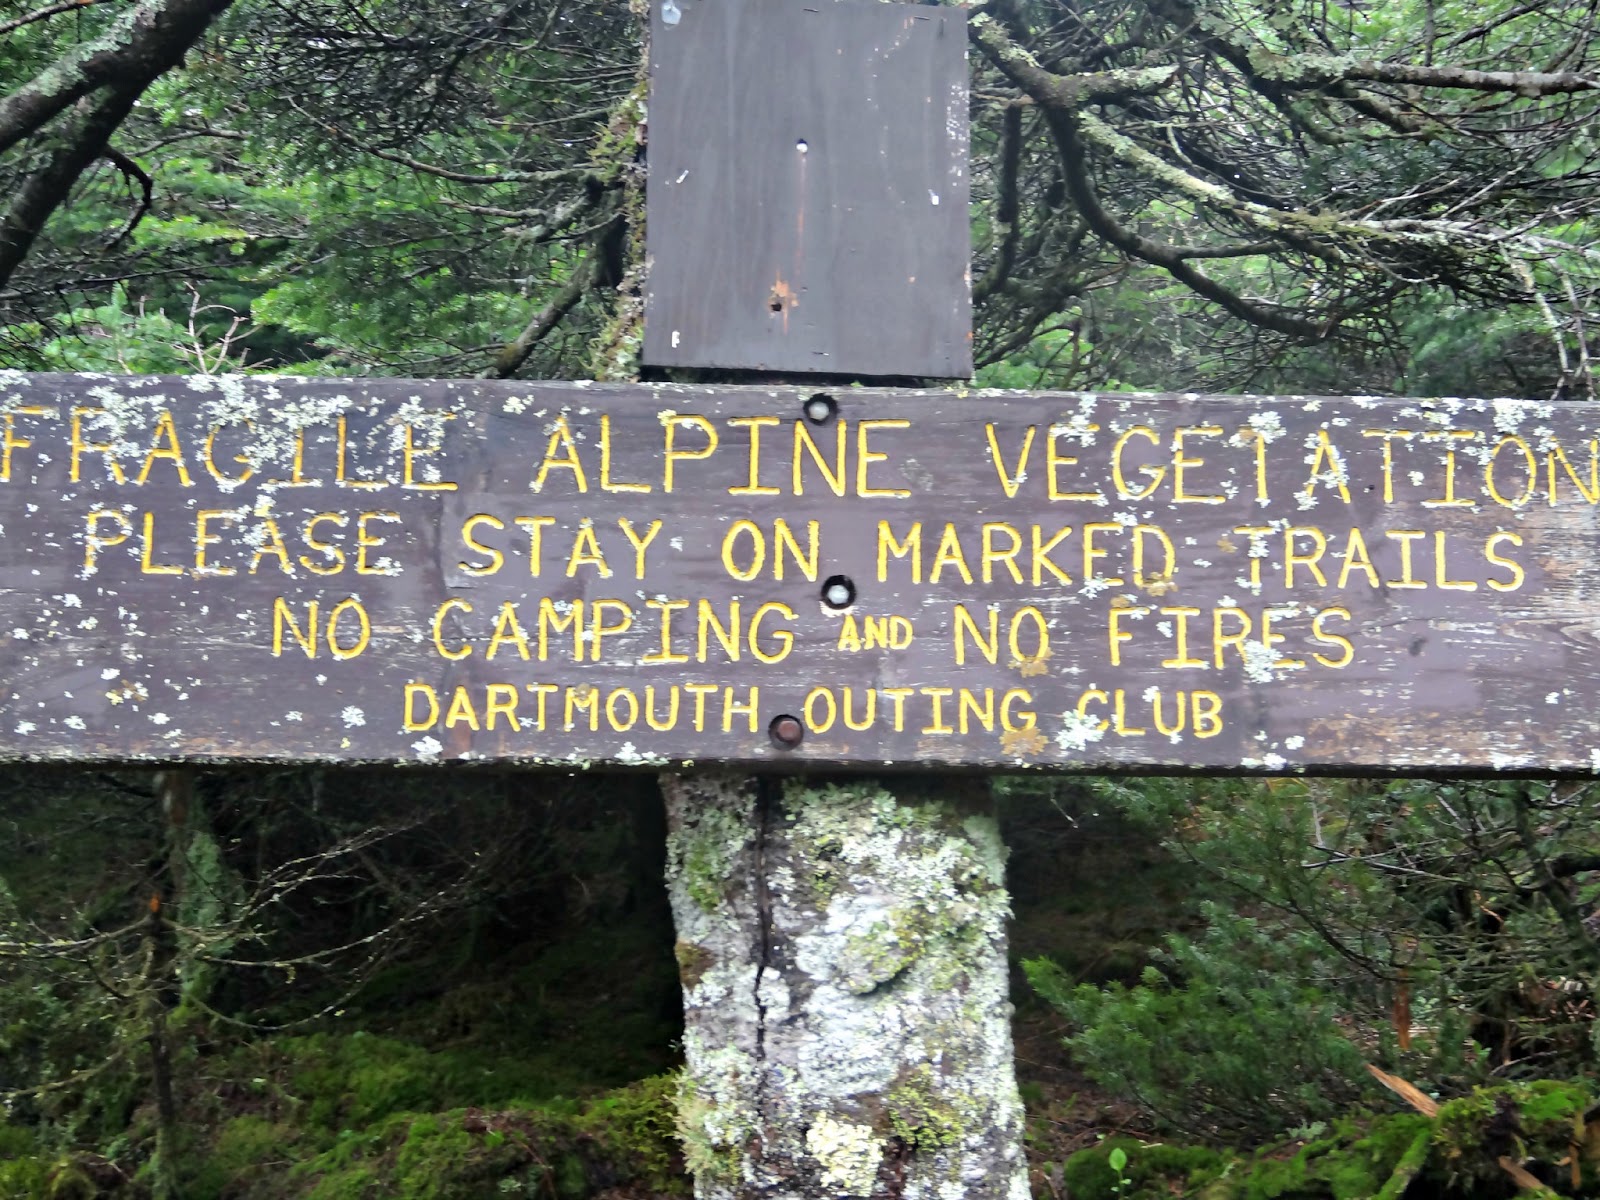 FRAGILE ALPINE VEGETATION
PLEASE STAY ON MARKED TRAILS
NO CAMPING AND NO FIRES
DARTMOUTH OUTING CLUB